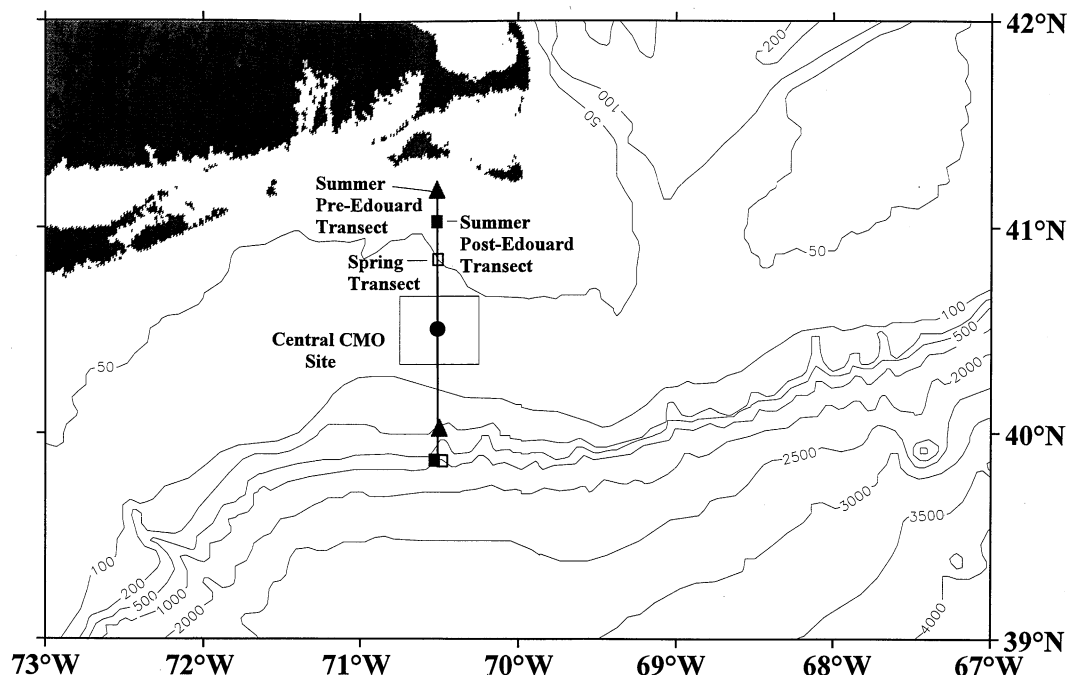 42°N
200
100
50
Summer
Pre-Edouard
Transect
Summer
Post-Edouard
Transect
41°N
50
Spring
Transect
100
500
Central CMO
Site
50
2000
40°N
2500
3000
3500
100
200
500
1000
2000
4000
39°N
73°W 72°W 71°W 70°W 69°W 68°W 67°W